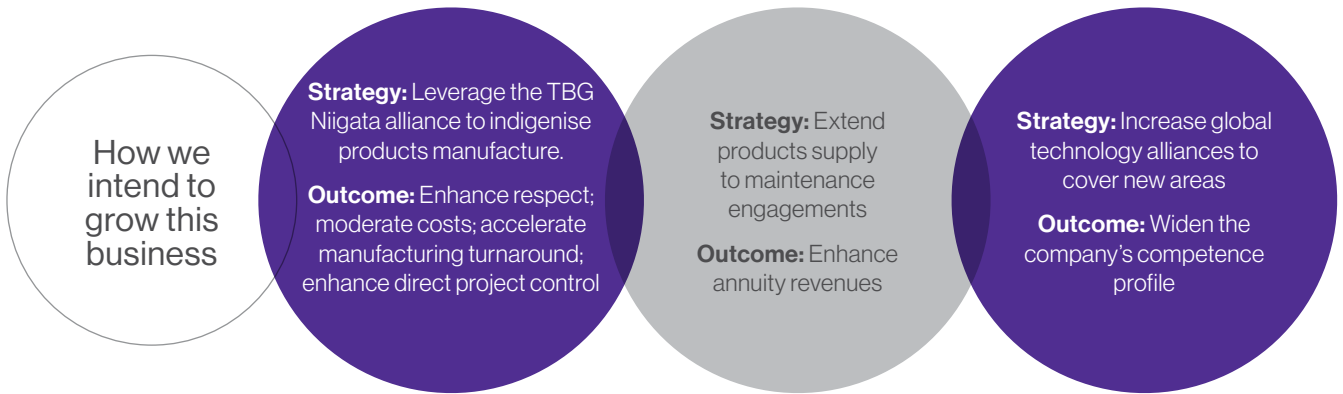 How we
intend to
grow this
business
Strategy: Leverage the TBG
Niigata alliance to indigenise
products manufacture.
Outcome: Enhance respect;
moderate costs; accelerate
manufacturing turnaround;
enhance direct project control
Strategy: Extend
products supply
to maintenance
engagements
Outcome: Enhance
annuity revenues
Strategy: Increase global
technology alliances to
cover new areas
Outcome: Widen the
company’s competence
profile